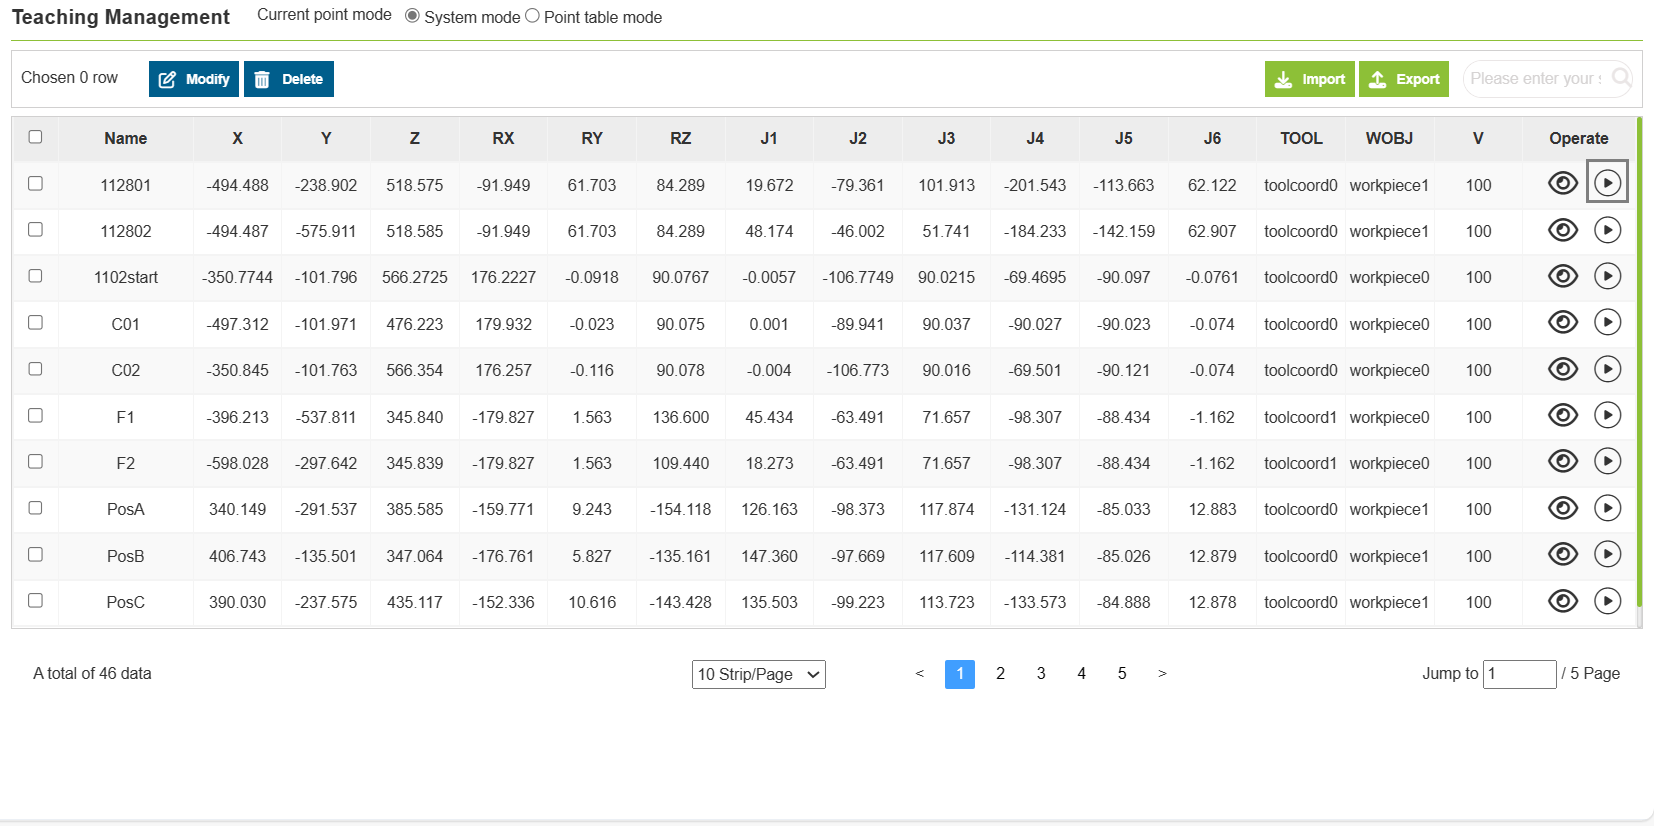 Teaching Management Current point mode System mode Point table mode
Chosen 0 row Modify Delete Import Export Please enter your
Name X Y Z RX RY RZ J1 J2 J3 J4 J5 J6 TOOL WOBJ V Operate
112801 -494.488 -238.902 518.575 -91.949 61.703 84.289 19.672 -79.361 101.913 -201.543 -113.663 62.122 toolcoord0 workpiece1 100
112802 -494.487 -575.911 518.585 -91.949 61.703 84.289 48.174 -46.002 51.741 -184.233 -142.159 62.907 toolcoord0 workpiece1 100
1102start -350.7744 -101.796 566.2725 176.2227 -0.0918 90.0767 -0.0057 -106.7749 90.0215 -69.4695 -90.097 -0.0761 toolcoord0 workpiece0 100
C01 -497.312 -101.971 476.223 179.932 -0.023 90.075 0.001 -89.941 90.037 -90.027 -90.023 -0.074 toolcoord0 workpiece0 100
C02 -350.845 -101.763 566.354 176.257 -0.116 90.078 -0.004 -106.773 90.016 -69.501 -90.121 -0.074 toolcoord0 workpiece0 100
F1 -396.213 -537.811 345.840 -179.827 1.563 136.600 45.434 -63.491 71.657 -98.307 -88.434 -1.162 toolcoord1 workpiece0 100
F2 -598.028 -297.642 345.839 -179.827 1.563 109.440 18.273 -63.491 71.657 -98.307 -88.434 -1.162 toolcoord1 workpiece0 100
PosA 340.149 -291.537 385.585 -159.771 9.243 -154.118 126.163 -98.373 117.874 -131.124 -85.033 12.883 toolcoord0 workpiece1 100
PosB 406.743 -135.501 347.064 -176.761 5.827 -135.161 147.360 -97.669 117.609 -114.381 -85.026 12.879 toolcoord0 workpiece1 100
PosC 390.030 -237.575 435.117 -152.336 10.616 -143.428 135.503 -99.223 113.723 -133.573 -84.888 12.878 toolcoord0 workpiece1 100
A total of 46 data 10 Strip/Page < 1 2 3 4 5 > Jump to 1 / 5 Page